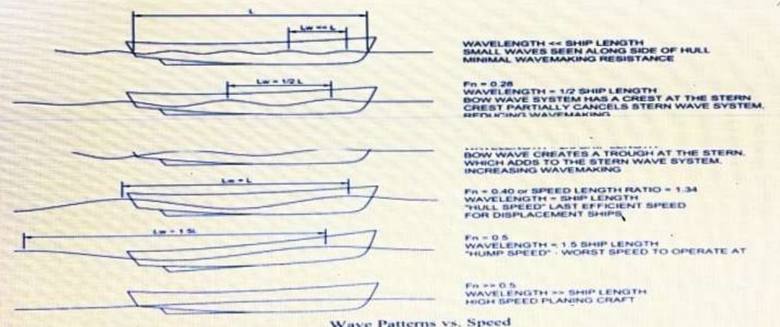 L
Lw << L
WAVELENGTH << SHIP LENGTH
SMALL WAVES SEEN ALONG SIDE OF HULL
MINIMAL WAVEMAKING RESISTANCE
Lw = 1/2 L
Fn = 0.28
WAVELENGTH = 1/2 SHIP LENGTH
BOW WAVE SYSTEM HAS A CREST AT THE STERN
CREST PARTIALLY CANCELS STERN WAVE SYSTEM,
REDUCING WAVEMAKING
BOW WAVE CREATES A TROUGH AT THE STERN,
WHICH ADDS TO THE STERN WAVE SYSTEM,
INCREASING WAVEMAKING
Lw = L
Fn = 0.40 or SPEED LENGTH RATIO = 1.34
WAVELENGTH = SHIP LENGTH
"HULL SPEED" LAST EFFICIENT SPEED
FOR DISPLACEMENT SHIPS
Lw = 1.5L
Fn = 0.5
WAVELENGTH = 1.5 SHIP LENGTH
"HUMP SPEED" - WORST SPEED TO OPERATE AT
Fn >> 0.5
WAVELENGTH >> SHIP LENGTH
HIGH SPEED PLANING CRAFT
Wave Patterns vs. Speed